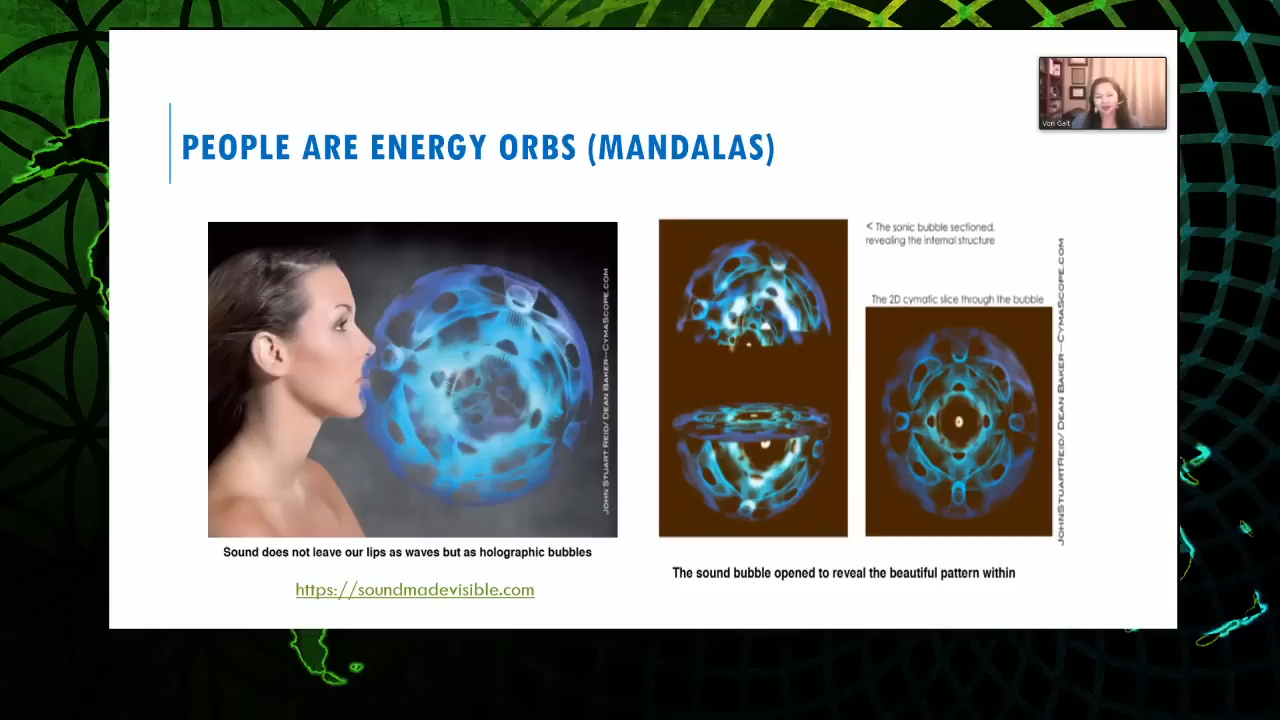 Vori Galt
PEOPLE ARE ENERGY ORBS (MANDALAS)
JOHN STUART REID/ DEAN BAKER--CYMASCOPE.COM
Sound does not leave our lips as waves but as holographic bubbles
https://soundmadevisible.com
< The sonic bubble sectioned,
revealing the internal structure
The 2D cymatic slice through the bubble
JOHNSTUARTREID/ DEAN BAKER--CYMASCOPE.COM
The sound bubble opened to reveal the beautiful pattern within